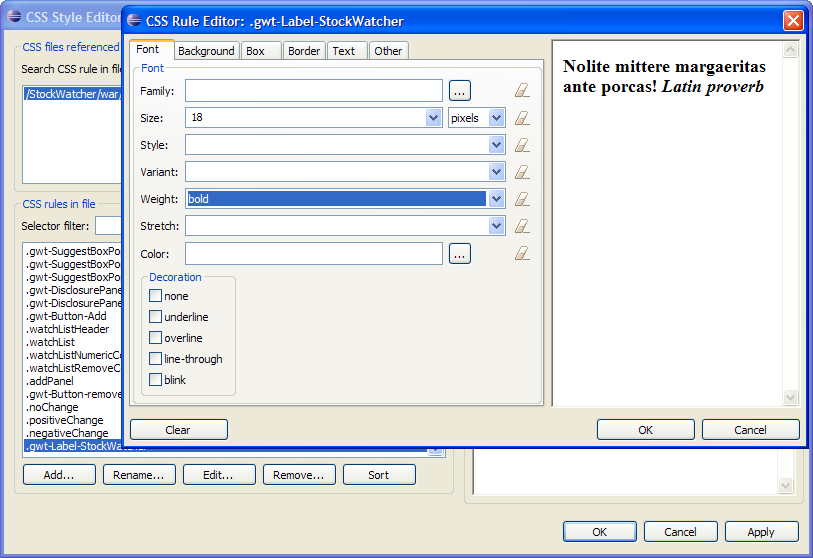 CSS Style Editor
CSS Rule Editor: .gwt-Label-StockWatcher
CSS files referenced
Search CSS rule in file
/StockWatcher/war/
CSS rules in file
Selector filter:
.gwt-SuggestBoxPo
.gwt-SuggestBoxPo
.gwt-SuggestBoxPo
.gwt-DisclosurePane
.gwt-DisclosurePane
.gwt-Button-Add
.watchListHeader
.watchList
.watchListNumericCo
.watchListRemoveC
.addPanel
.gwt-Button-remove
.noChange
.positiveChange
.negativeChange
.gwt-Label-StockWatcher
Add... Rename... Edit... Remove... Sort
Font Background Box Border Text Other
Font
Family: ...
Size: 18 pixels
Style:
Variant:
Weight: bold
Stretch:
Color: ...
Decoration
none
underline
overline
line-through
blink
Nolite mittere margaeritas
ante porcas! Latin proverb
Clear OK Cancel
OK Cancel Apply